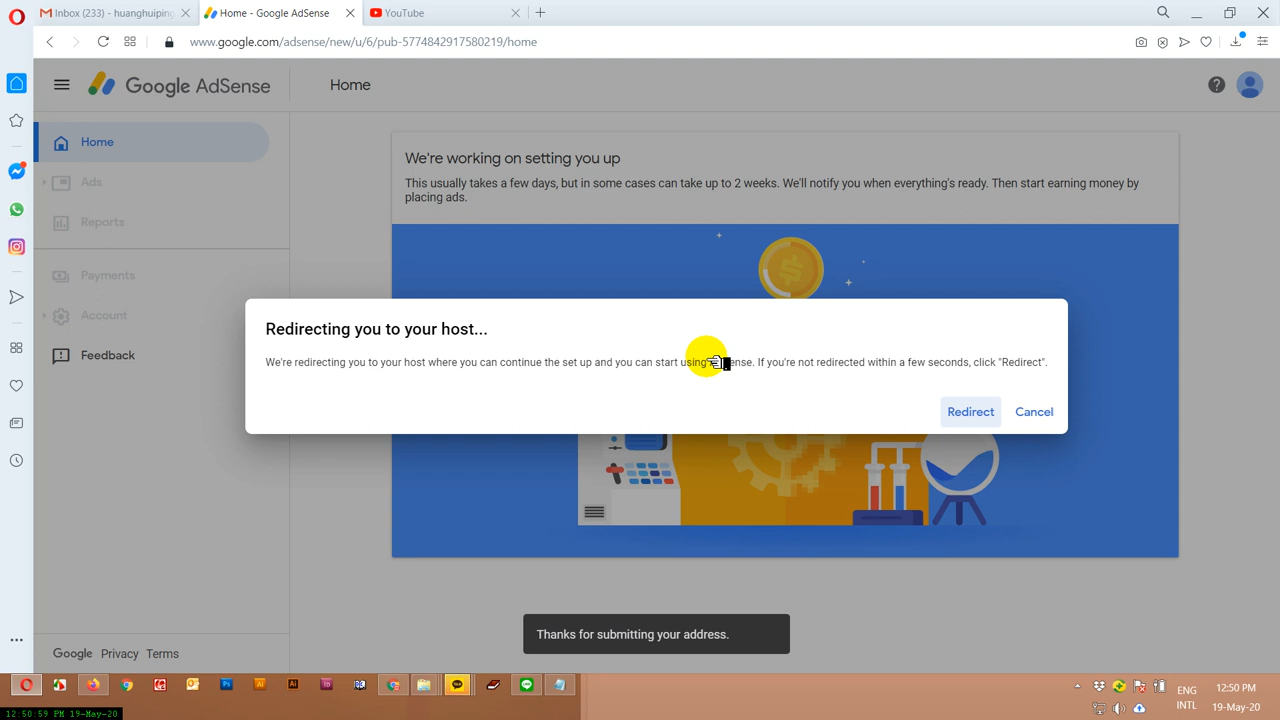 Inbox (233) - huanghuiping
Home - Google AdSense
YouTube
www.google.com/adsense/new/u/6/pub-5774842917580219/home
Google AdSense
Home
Home
Ads
Reports
Payments
Account
Feedback
We're working on setting you up
This usually takes a few days, but in some cases can take up to 2 weeks. We'll notify you when everything's ready. Then start earning money by
placing ads.
Redirecting you to your host...
We're redirecting you to your host where you can continue the set up and you can start using ense. If you're not redirected within a few seconds, click "Redirect".
Redirect Cancel
Thanks for submitting your address.
Google Privacy Terms
ENG
INTL
12:50 PM
19-May-20
12:50:59 PM 19-May-20